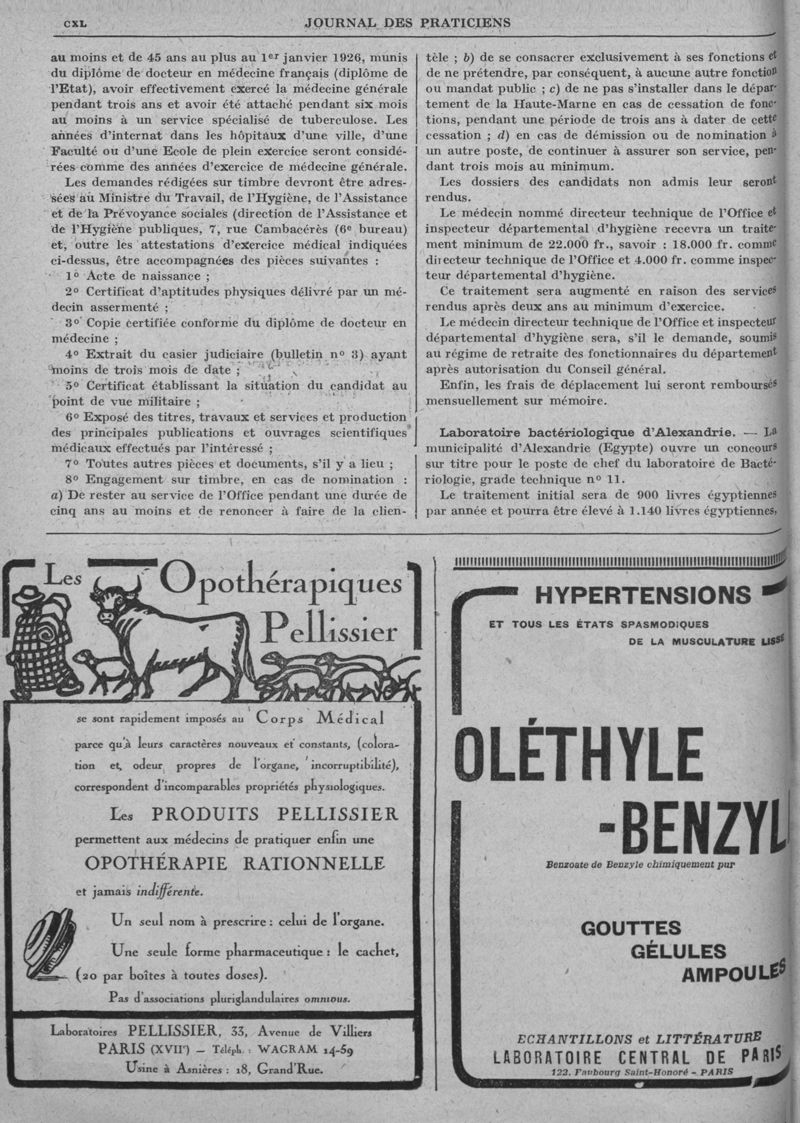 CXL
JOURNAL DES PRATICIENS
au moins et de 45 ans au plus au 1er janvier 1926, munis
du diplôme de docteur en médecine français (diplôme de
l'Etat), avoir effectivement exercé la médecine générale
pendant trois ans et avoir été attaché pendant six mois
au moins à un service spécialisé de tuberculose. Les
années d'internat dans les hôpitaux d'une ville, d'une
Faculté ou d'une Ecole de plein exercice seront considé-
rées comme des années d'exercice de médecine générale.
Les demandes rédigées sur timbre devront être adres-
sées au Ministre du Travail, de l'Hygiène, de l'Assistance
et de la Prévoyance sociales (direction de l'Assistance et
de l'Hygiène publiques, 7, rue Cambacérès (6e bureau)
et, outre les attestations d'exercice médical indiquées
ci-dessus, être accompagnées des pièces suivantes :
1º Acte de naissance ;
2º Certificat d'aptitudes physiques délivré par un mé-
decin assermenté ;
3º Copie certifiée conforme du diplôme de docteur en
médecine ;
4º Extrait du casier judiciaire (bulletin nº 3) ayant
moins de trois mois de date ;
5º Certificat établissant la situation du candidat au
point de vue militaire ;
6º Exposé des titres, travaux et services et production
des principales publications et ouvrages scientifiques
médicaux effectués par l'intéressé ;
7º Toutes autres pièces et documents, s'il y a lieu ;
8º Engagement sur timbre, en cas de nomination :
a) De rester au service de l'Office pendant une durée de
cinq ans au moins et de renoncer à faire de la clien-
tèle ; b) de se consacrer exclusivement à ses fonctions et
de ne prétendre, par conséquent, à aucune autre fonction
ou mandat public ; c) de ne pas s'installer dans le dépar-
tement de la Haute-Marne en cas de cessation de fonc-
tions, pendant une période de trois ans à dater de cette
cessation ; d) en cas de démission ou de nomination à
un autre poste, de continuer à assurer son service, pen-
dant trois mois au minimum.
Les dossiers des candidats non admis leur seront
rendus.
Le médecin nommé directeur technique de l'Office et
inspecteur départemental d'hygiène recevra un traite-
ment minimum de 22.000 fr., savoir : 18.000 fr. comme
directeur technique de l'Office et 4.000 fr. comme inspec-
teur départemental d'hygiène.
Ce traitement sera augmenté en raison des services
rendus après deux ans au minimum d'exercice.
Le médecin directeur technique de l'Office et inspecteur
départemental d'hygiène sera, s'il le demande, soumis
au régime de retraite des fonctionnaires du département
après autorisation du Conseil général.
Enfin, les frais de déplacement lui seront remboursés
mensuellement sur mémoire.
Laboratoire bactériologique d'Alexandrie. — La
municipalité d'Alexandrie (Egypte) ouvre un concours
sur titre pour le poste de chef du laboratoire de Bacté-
riologie, grade technique nº 11.
Le traitement initial sera de 900 livres égyptiennes
par année et pourra être élevé à 1.140 livres égyptiennes,
Les Opothérapiques
Pellissier
se sont rapidement imposés au Corps Médical
parce qu'à leurs caractères nouveaux et constants, (colora-
tion et, odeur propres de l'organe, incorruptibilité),
correspondent d'incomparables propriétés physiologiques.
Les PRODUITS PELLISSIER
permettent aux médecins de pratiquer enfin une
OPOTHÉRAPIE RATIONNELLE
et jamais indifférente.
Un seul nom à prescrire : celui de l'organe.
Une seule forme pharmaceutique : le cachet,
(20 par boîtes à toutes doses).
Pas d'associations pluriglandulaires omnious.
Laboratoires PELLISSIER, 33, Avenue de Villiers
PARIS (XVIIe) — Téléph. : WAGRAM 14-59
Usine à Asnières : 18, Grand'Rue.
HYPERTENSIONS
ET TOUS LES ÉTATS SPASMODIQUES
DE LA MUSCULATURE LISSE
OLÉTHYLE
-BENZYL
Benzoate de Benzyle chimiquement pur
GOUTTES
GÉLULES
AMPOULES
ECHANTILLONS et LITTÉRATURE
LABORATOIRE CENTRAL DE PARIS
122, Faubourg Saint-Honoré - PARIS